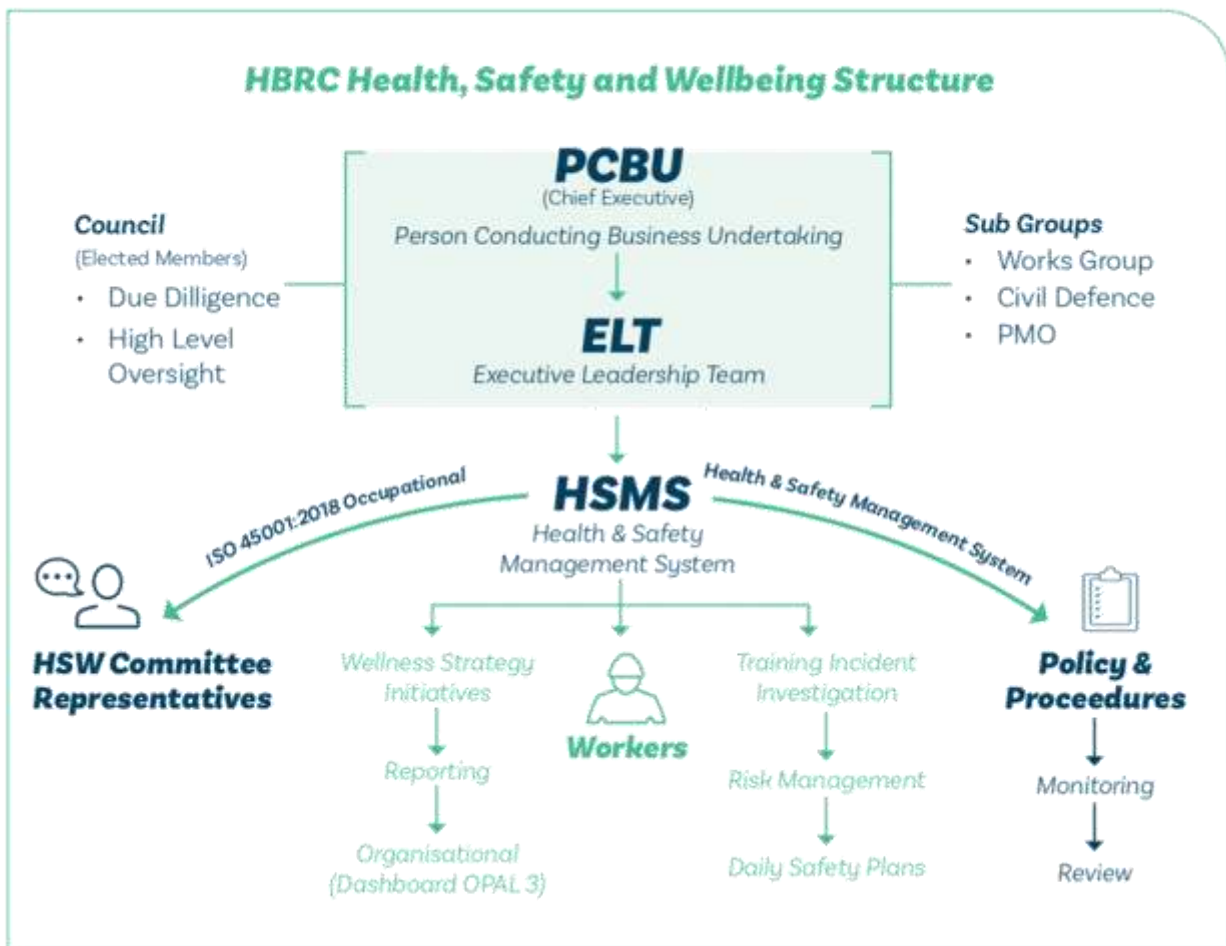 HBRC Health, Safety and Wellbeing Structure
PCBU
(Chief Executive)
Person Conducting Business Undertaking
ELT
Executive Leadership Team
Council
(Elected Members)
• Due Dilligence
• High Level
Oversight
Sub Groups
• Works Group
• Civil Defence
• PMO
ISO 45001:2018 Occupational
HSMS
Health & Safety
Management System
Health & Safety Management System
HSW Committee
Representatives
Wellness Strategy
Initiatives
Reporting
Organisational
(Dashboard OPAL 3)
Workers
Training Incident
Investigation
Risk Management
Daily Safety Plans
Policy &
Proceedures
Monitoring
Review